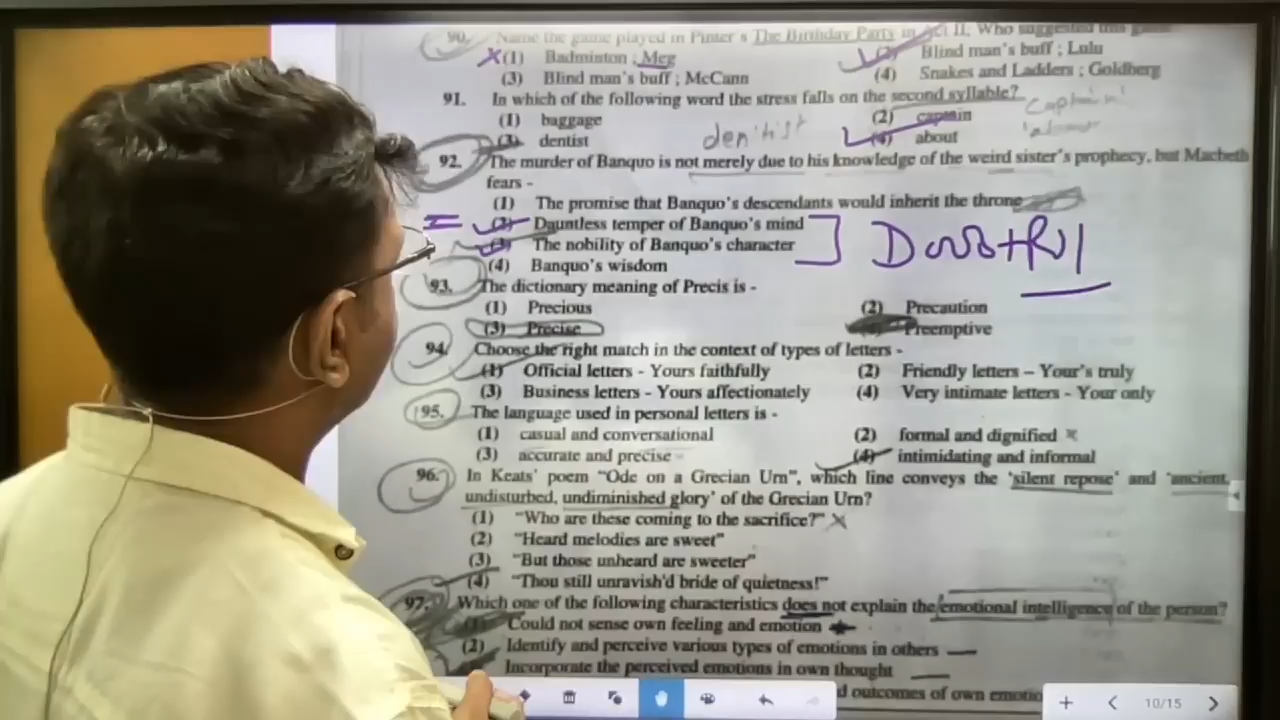 90. Name the game played in Pinter's The Birthday Party in Act II; Who suggested this game
(1) Badminton ; Meg (2) Blind man's buff ; Lulu
(3) Blind man's buff ; McCann (4) Snakes and Ladders ; Goldberg
91. In which of the following word the stress falls on the second syllable?
(1) baggage (2) captain
(3) dentist (4) about
den'tist
captain
'about
92. The murder of Banquo is not merely due to his knowledge of the weird sister's prophecy, but Macbeth
fears -
(1) The promise that Banquo's descendants would inherit the throne
(2) Dauntless temper of Banquo's mind
(3) The nobility of Banquo's character
Doubtful
(4) Banquo's wisdom
93. The dictionary meaning of Precis is -
(1) Precious (2) Precaution
(3) Precise (4) Preemptive
94. Choose the right match in the context of types of letters -
(1) Official letters - Yours faithfully (2) Friendly letters – Your's truly
(3) Business letters - Yours affectionately (4) Very intimate letters - Your only
95. The language used in personal letters is -
(1) casual and conversational (2) formal and dignified
(3) accurate and precise (4) intimidating and informal
96. In Keats' poem "Ode on a Grecian Urn", which line conveys the 'silent repose' and 'ancient,
undisturbed, undiminished glory' of the Grecian Urn?
(1) "Who are these coming to the sacrifice?"
(2) "Heard melodies are sweet"
(3) "But those unheard are sweeter"
(4) "Thou still unravish'd bride of quietness!"
97. Which one of the following characteristics does not explain the emotional intelligence of the person?
(1) Could not sense own feeling and emotion
(2) Identify and perceive various types of emotions in others
Incorporate the perceived emotions in own thought
d outcomes of own emotio
10/15